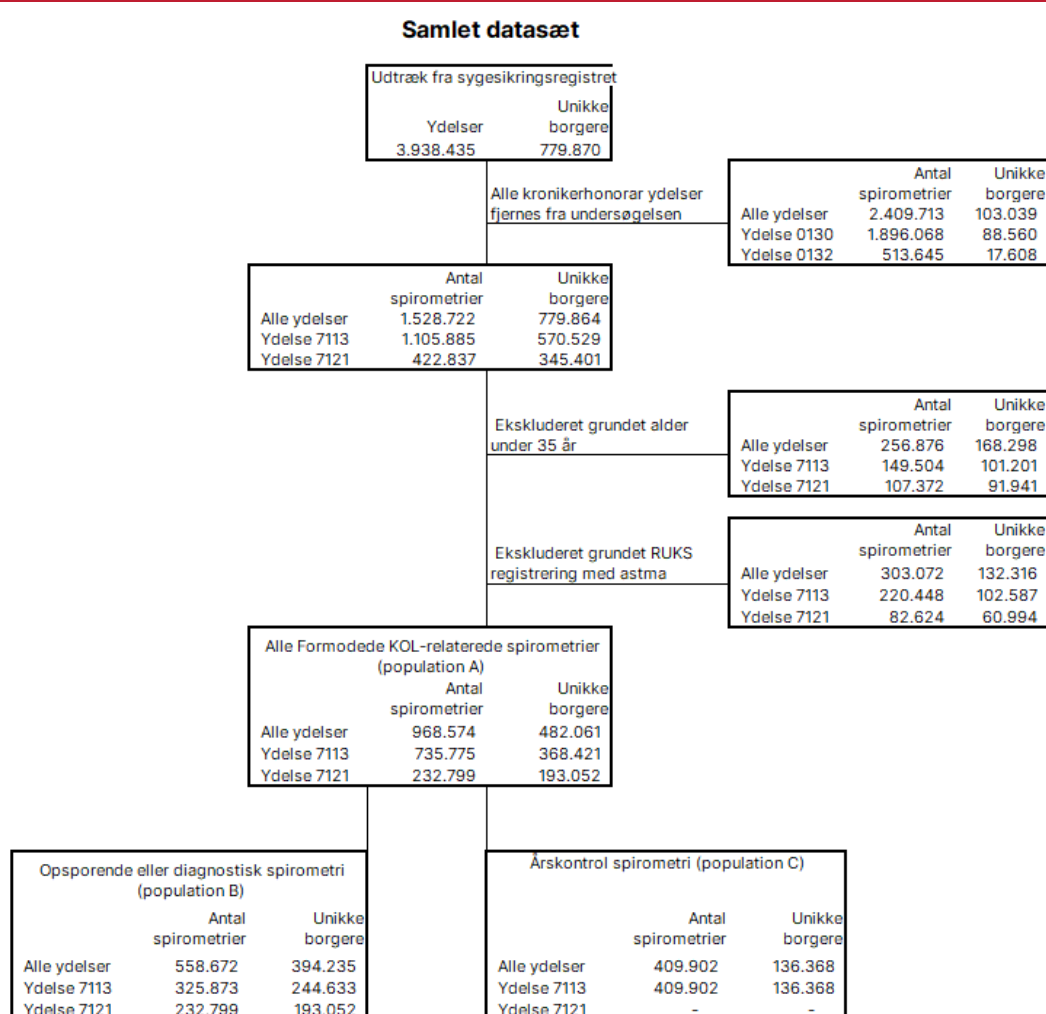 Samlet datasæt
Udtræk fra sygesikringsregistret
Unikke
Ydelser borgere
3.938.435 779.870
Alle kronikerhonorar ydelser
fjernes fra undersøgelsen
Antal Unikke
spirometrier borgere
Alle ydelser 2.409.713 103.039
Ydelse 0130 1.896.068 88.560
Ydelse 0132 513.645 17.608
Antal Unikke
spirometrier borgere
Alle ydelser 1.528.722 779.864
Ydelse 7113 1.105.885 570.529
Ydelse 7121 422.837 345.401
Ekskluderet grundet alder
under 35 år
Antal Unikke
spirometrier borgere
Alle ydelser 256.876 168.298
Ydelse 7113 149.504 101.201
Ydelse 7121 107.372 91.941
Ekskluderet grundet RUKS
registrering med astma
Antal Unikke
spirometrier borgere
Alle ydelser 303.072 132.316
Ydelse 7113 220.448 102.587
Ydelse 7121 82.624 60.994
Alle Formodede KOL-relaterede spirometrier
(population A)
Antal Unikke
spirometrier borgere
Alle ydelser 968.574 482.061
Ydelse 7113 735.775 368.421
Ydelse 7121 232.799 193.052
Opsporende eller diagnostisk spirometri
(population B)
Antal Unikke
spirometrier borgere
Alle ydelser 558.672 394.235
Ydelse 7113 325.873 244.633
Ydelse 7121 232.799 193.052
Årskontrol spirometri (population C)
Antal Unikke
spirometrier borgere
Alle ydelser 409.902 136.368
Ydelse 7113 409.902 136.368
Ydelse 7121 - -